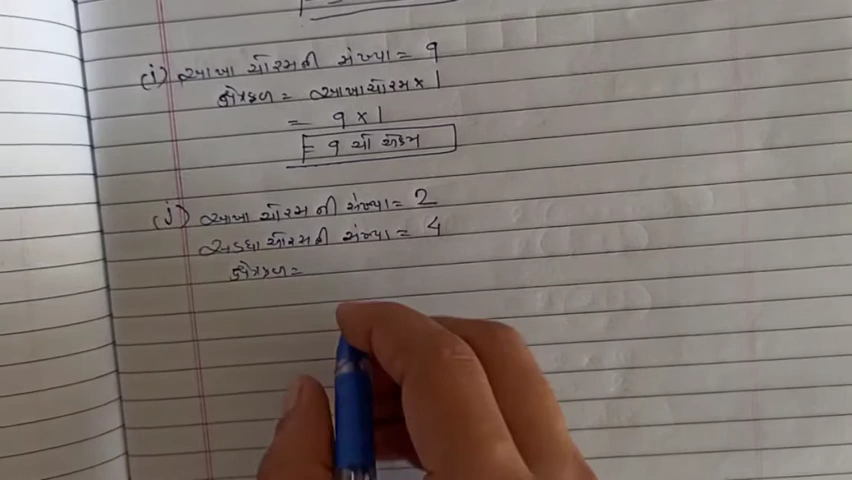 (i) આખા ચોરસની સંખ્યા = 9
ક્ષેત્રફળ = આખાચોરસ × 1
= 9 × 1
= 9 ચો એકમ
(j) આખા ચોરસ ની સંખ્યા = 2
અડધા ચોરસની સંખ્યા = 4
ક્ષેત્રફળ =